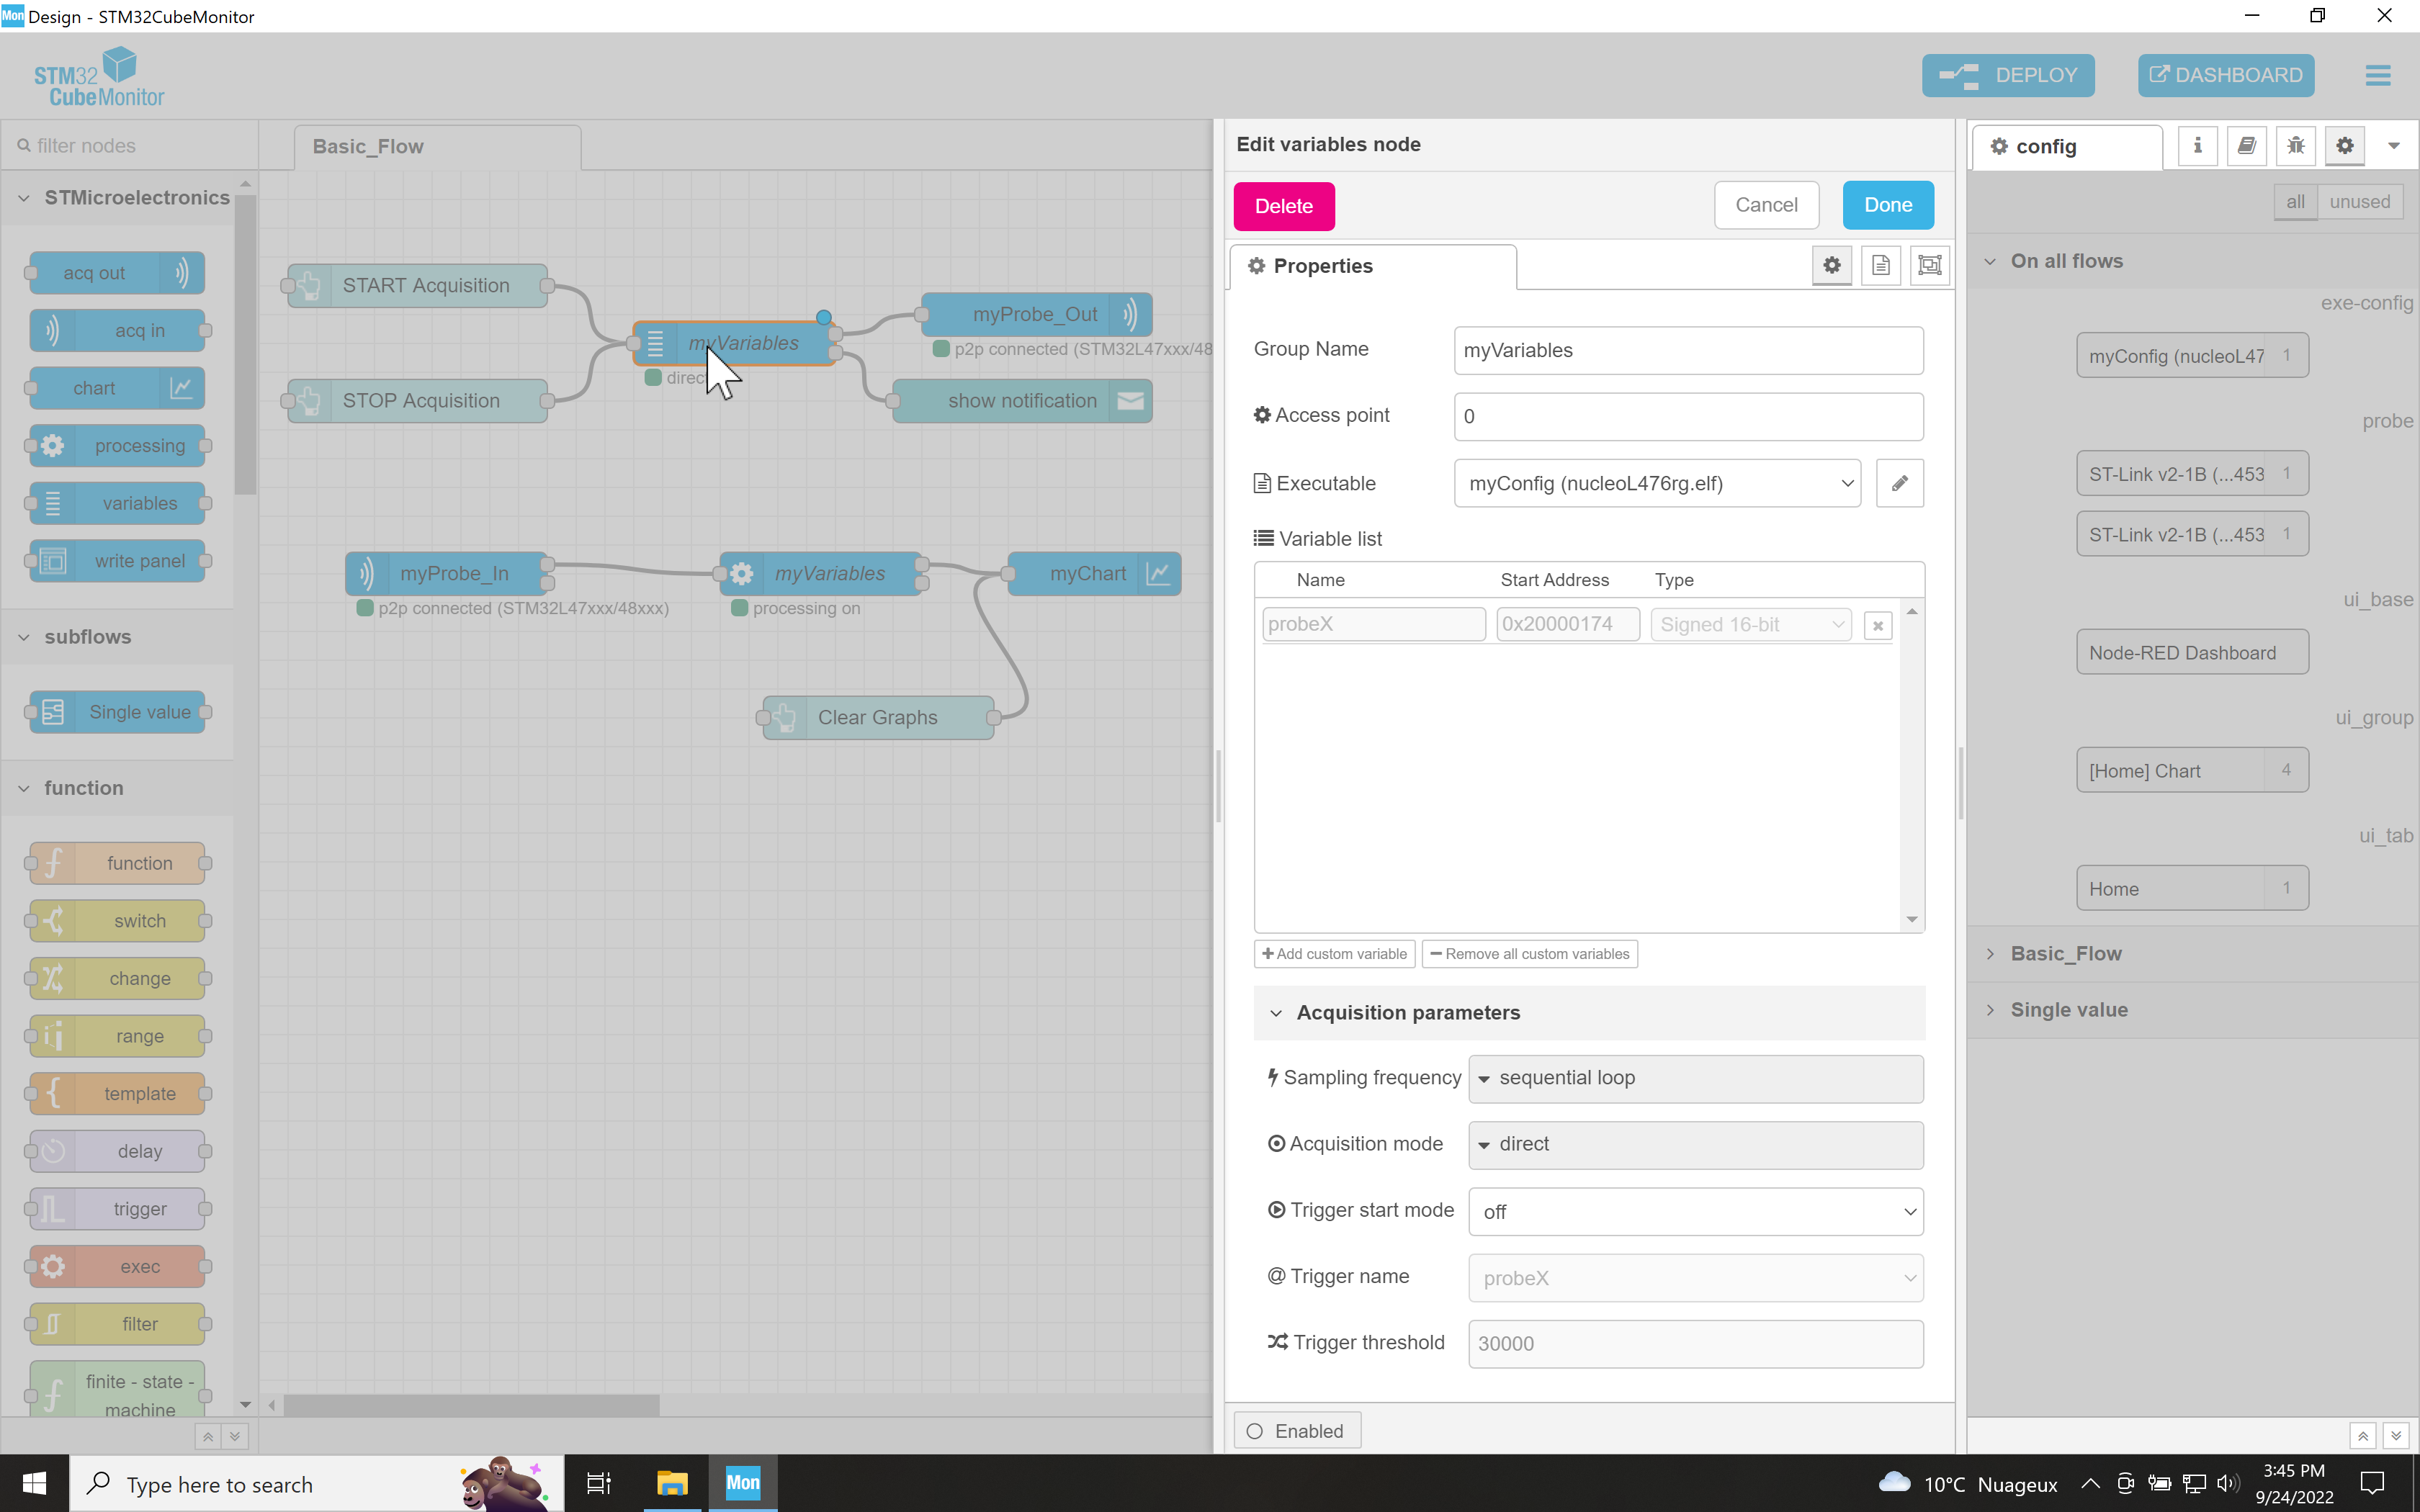 Mon Design - STM32CubeMonitor
STM32
CubeMonitor
DEPLOY
DASHBOARD
filter nodes
Basic_Flow
STMicroelectronics
acq out
acq in
chart
processing
variables
write panel
subflows
Single value
function
function
switch
change
range
template
delay
trigger
exec
filter
finite - state -
machine
START Acquisition
STOP Acquisition
myVariables
direc
myProbe_Out
p2p connected (STM32L47xxx/48
show notification
myProbe_In
p2p connected (STM32L47xxx/48xxx)
myVariables
processing on
myChart
Clear Graphs
Edit variables node
Delete
Cancel
Done
Properties
Group Name
myVariables
Access point
0
Executable
myConfig (nucleoL476rg.elf)
Variable list
Name Start Address Type
probeX 0x20000174 Signed 16-bit
Add custom variable
Remove all custom variables
Acquisition parameters
Sampling frequency
sequential loop
Acquisition mode
direct
Trigger start mode
off
@ Trigger name
probeX
Trigger threshold
30000
Enabled
config
all unused
On all flows
exe-config
myConfig (nucleoL47 1
probe
ST-Link v2-1B (...453 1
ST-Link v2-1B (...453 1
ui_base
Node-RED Dashboard
ui_group
[Home] Chart 4
ui_tab
Home 1
Basic_Flow
Single value
Type here to search
Mon
10°C Nuageux
3:45 PM
9/24/2022